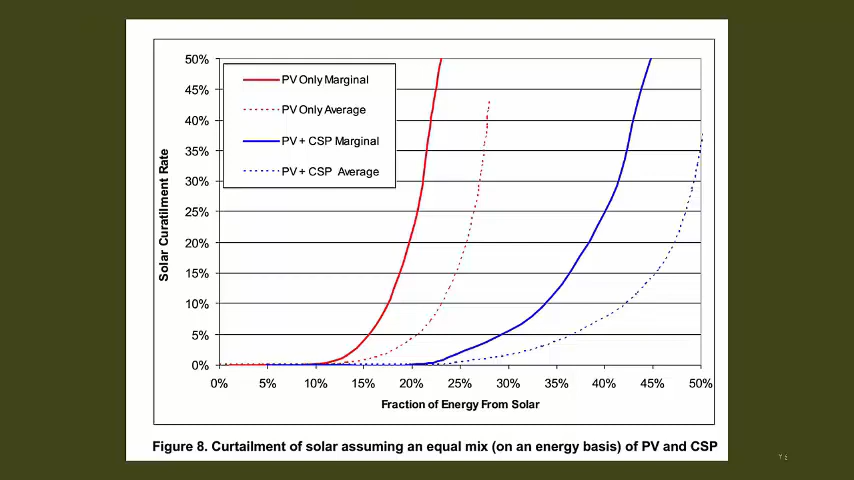 50%
45%
40%
35%
30%
25%
20%
15%
10%
5%
0%
Solar Curatilment Rate
PV Only Marginal
PV Only Average
PV + CSP Marginal
PV + CSP Average
0% 5% 10% 15% 20% 25% 30% 35% 40% 45% 50%
Fraction of Energy From Solar
Figure 8. Curtailment of solar assuming an equal mix (on an energy basis) of PV and CSP
٢٤